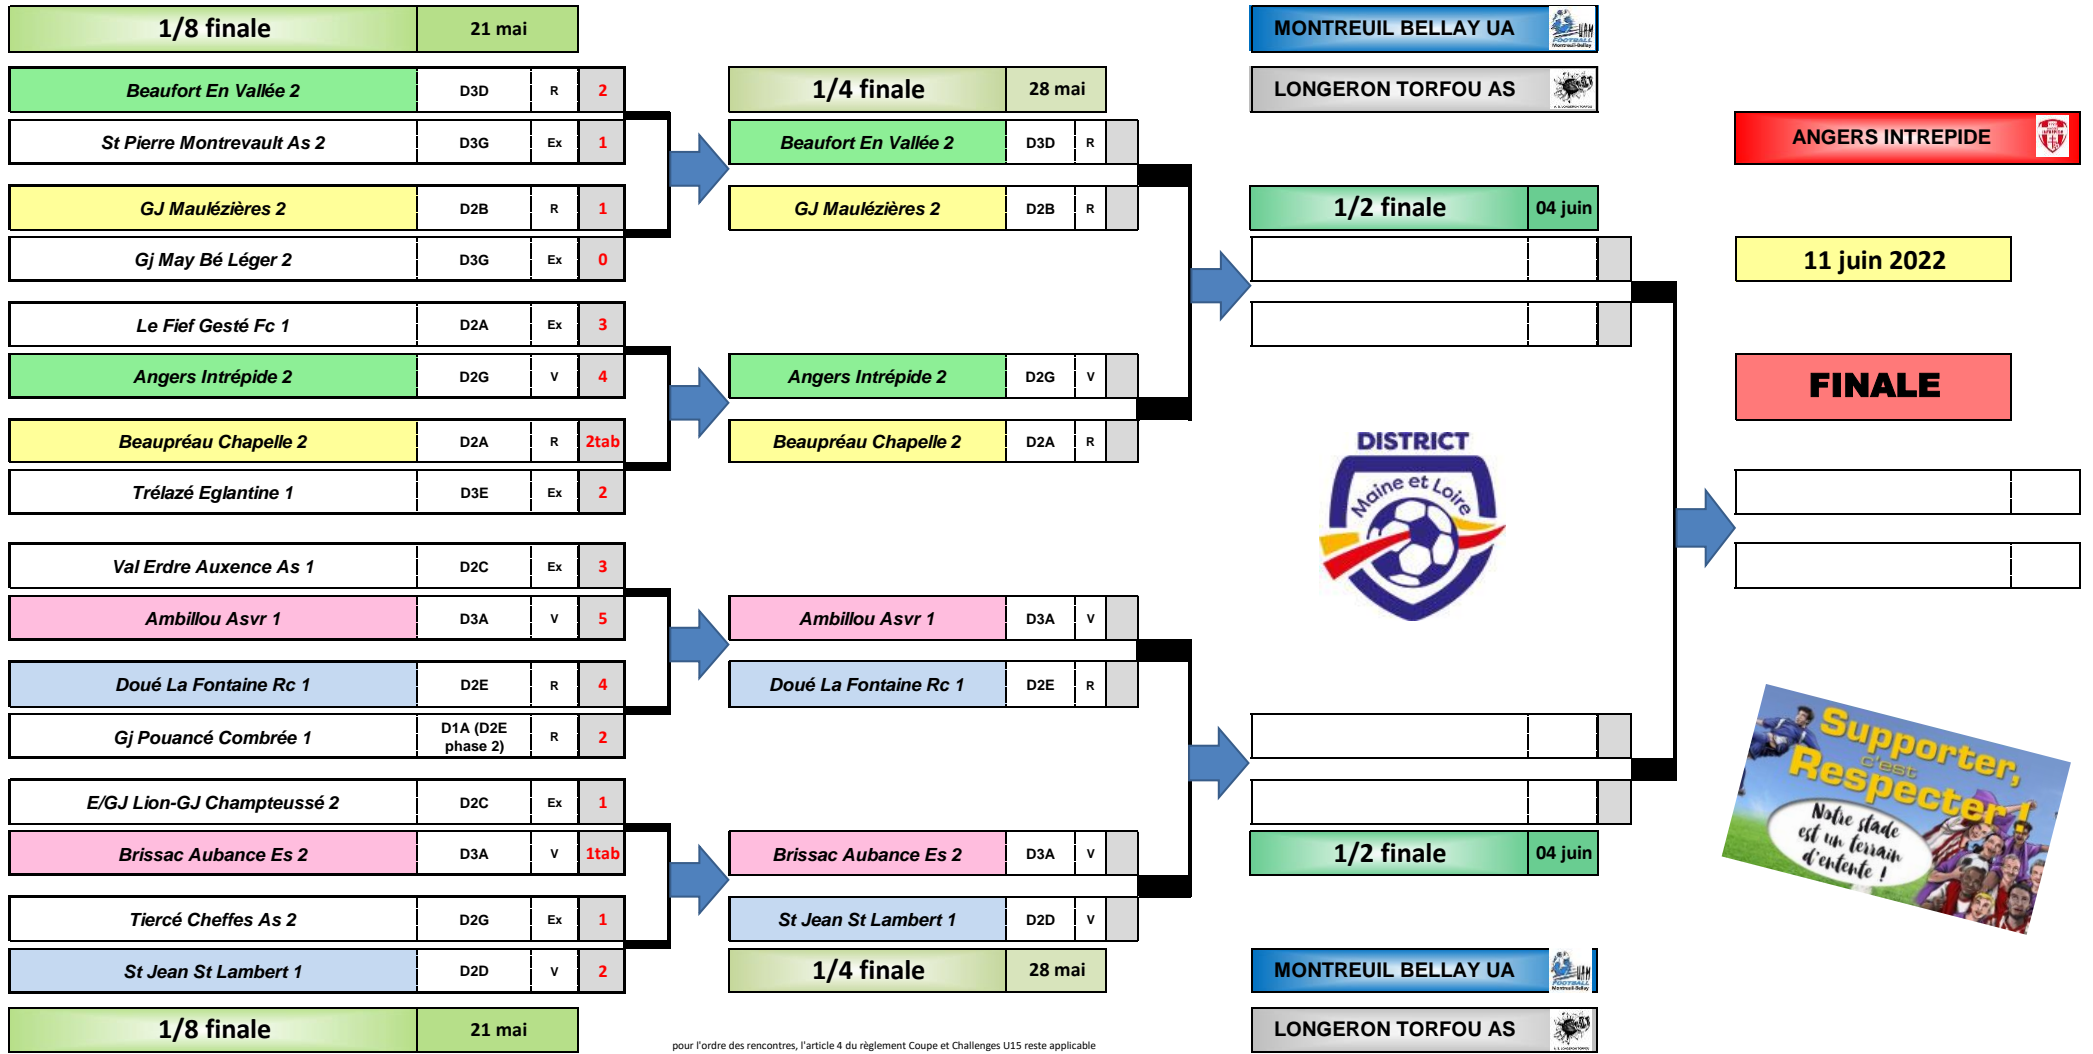 1/8 finale 21 mai
Beaufort En Vallée 2 D3D R 2
St Pierre Montrevault As 2 D3G Ex 1
GJ Maulézières 2 D2B R 1
Gj May Bé Léger 2 D3G Ex 0
Le Fief Gesté Fc 1 D2A Ex 3
Angers Intrépide 2 D2G V 4
Beaupréau Chapelle 2 D2A R 2tab
Trélazé Eglantine 1 D3E Ex 2
Val Erdre Auxence As 1 D2C Ex 3
Ambillou Asvr 1 D3A V 5
Doué La Fontaine Rc 1 D2E R 4
Gj Pouancé Combrée 1 D1A (D2E phase 2) R 2
E/GJ Lion-GJ Champteussé 2 D2C Ex 1
Brissac Aubance Es 2 D3A V 1tab
Tiercé Cheffes As 2 D2G Ex 1
St Jean St Lambert 1 D2D V 2
1/8 finale 21 mai
1/4 finale 28 mai
Beaufort En Vallée 2 D3D R
GJ Maulézières 2 D2B R
Angers Intrépide 2 D2G V
Beaupréau Chapelle 2 D2A R
Ambillou Asvr 1 D3A V
Doué La Fontaine Rc 1 D2E R
Brissac Aubance Es 2 D3A V
St Jean St Lambert 1 D2D V
1/4 finale 28 mai
pour l'ordre des rencontres, l'article 4 du règlement Coupe et Challenges U15 reste applicable
MONTREUIL BELLAY UA
UAM
FOOTBALL
Montreuil-Bellay
LONGERON TORFOU AS
1/2 finale 04 juin
DISTRICT
Maine et Loire
1/2 finale 04 juin
MONTREUIL BELLAY UA
UAM
FOOTBALL
Montreuil-Bellay
LONGERON TORFOU AS
ANGERS INTREPIDE
11 juin 2022
FINALE
Supporter,
c'est
Respecter !
Notre stade
est un terrain
d'entente !